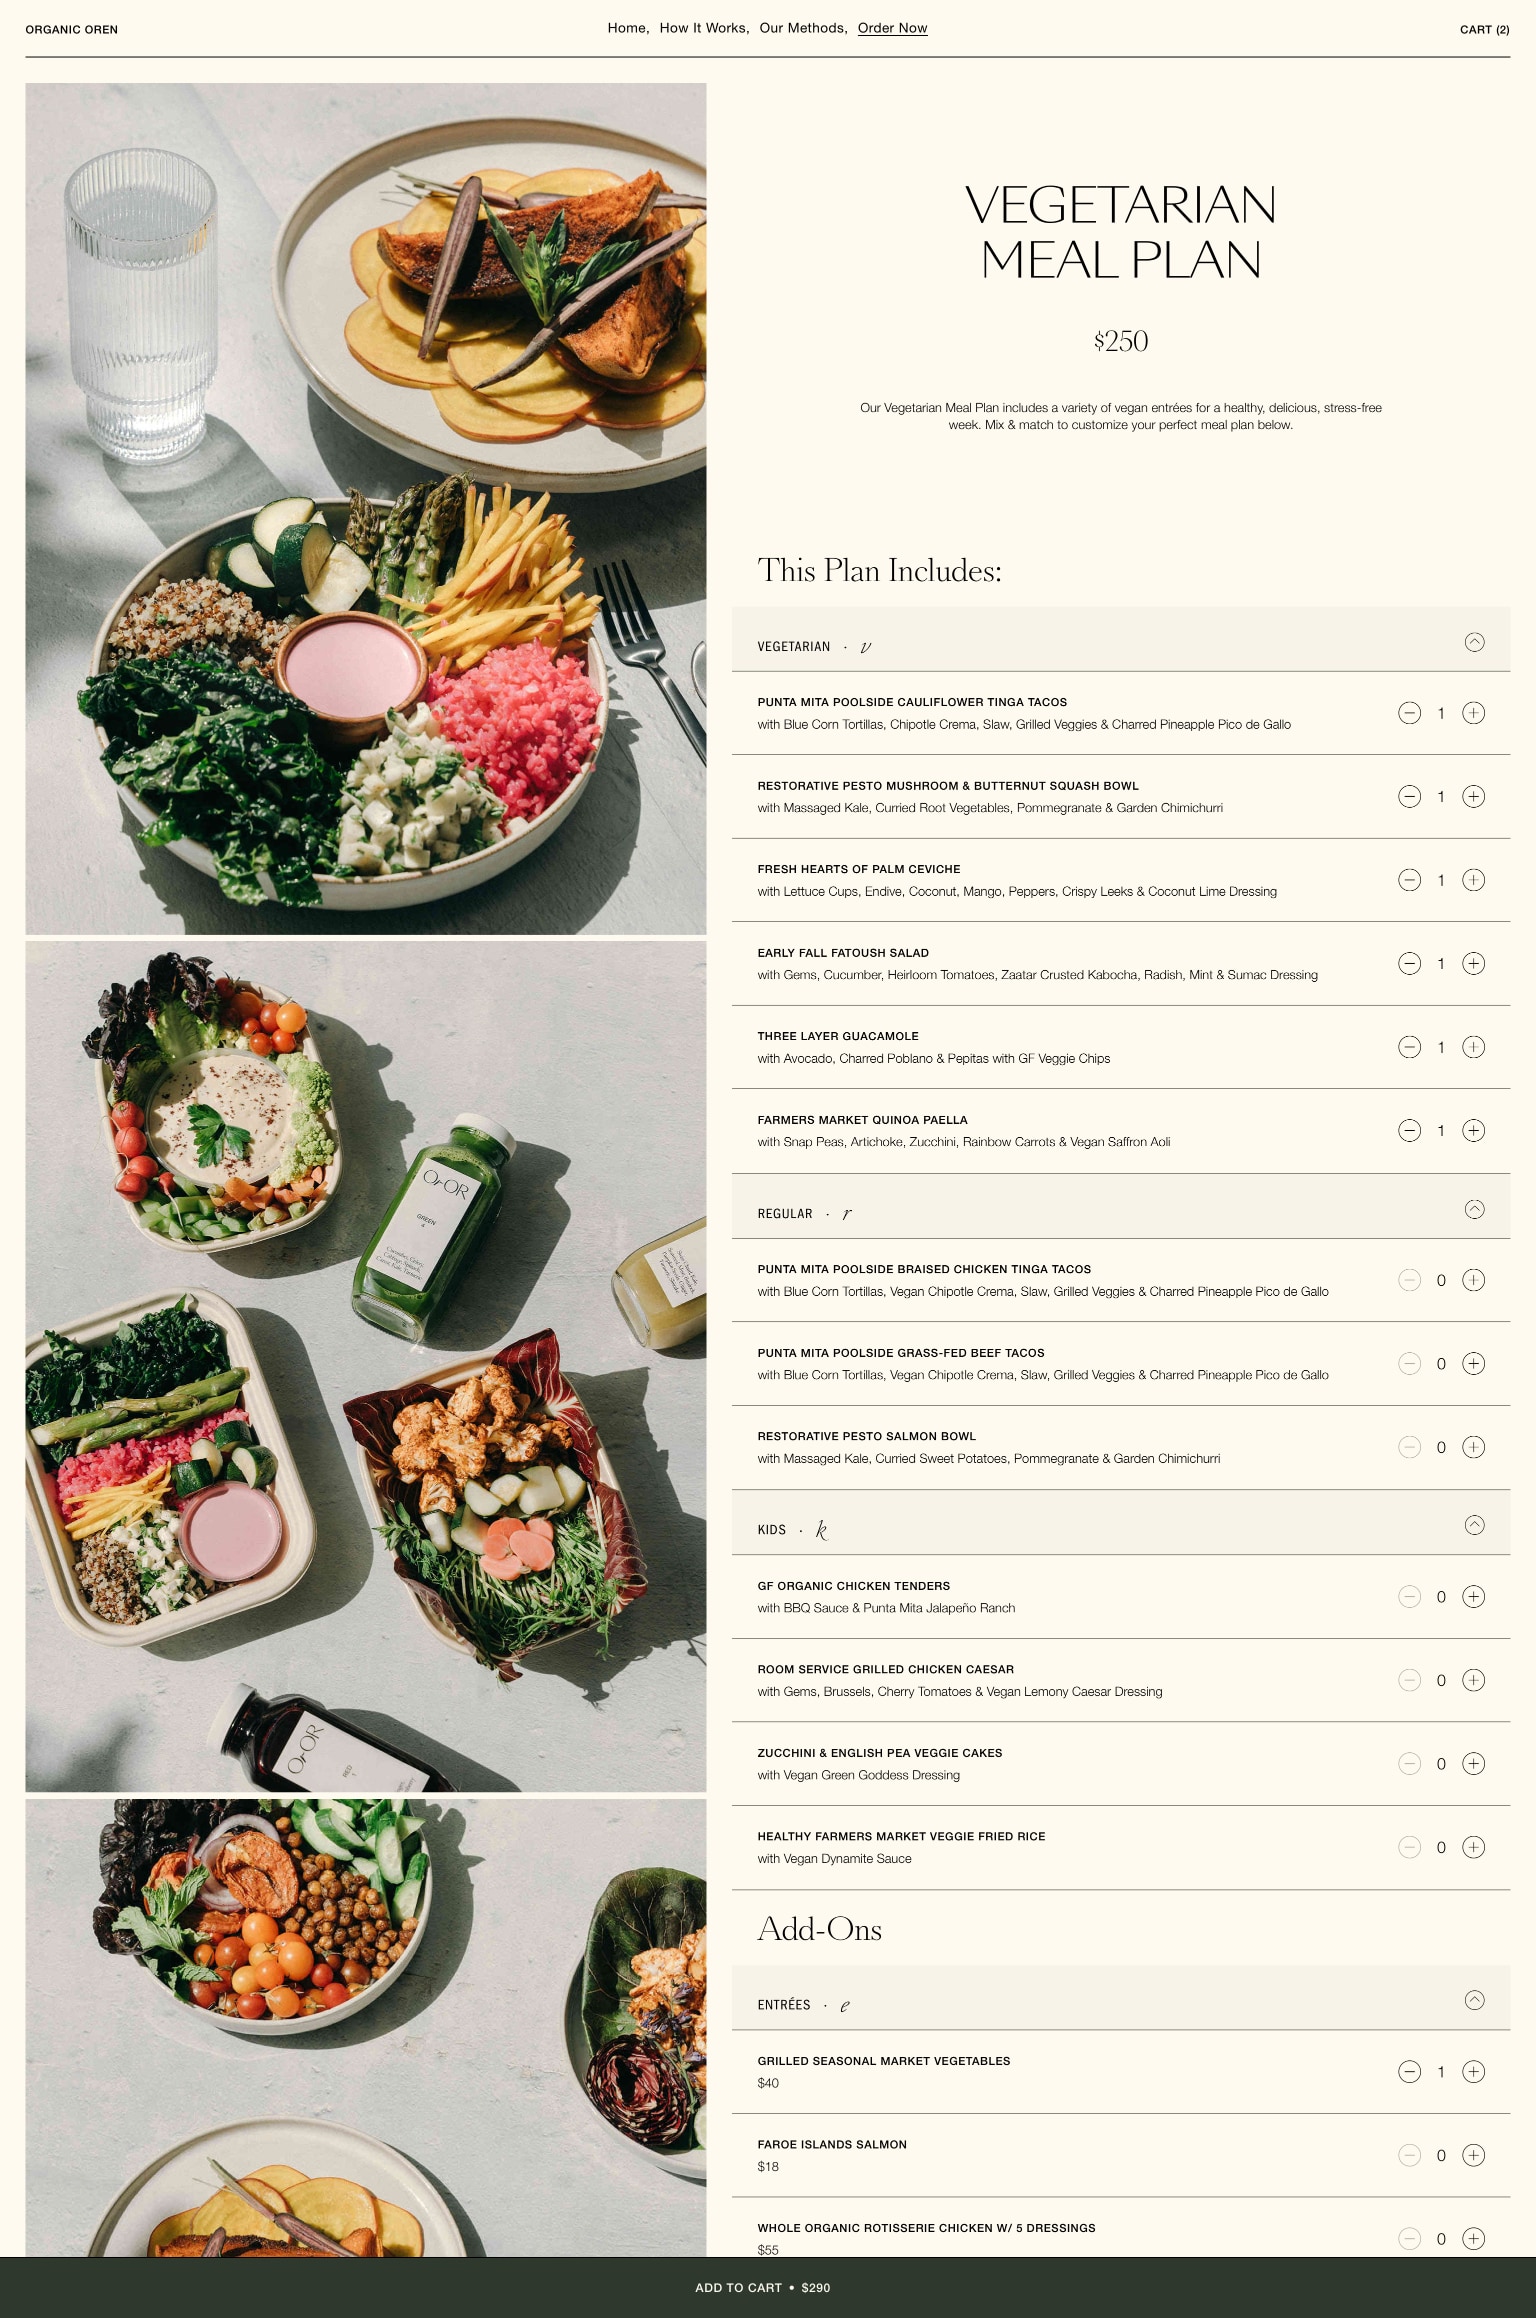 ORGANIC OREN
Home, How It Works, Our Methods, Order Now
CART (2)
VEGETARIAN
MEAL PLAN
$250
Our Vegetarian Meal Plan includes a variety of vegan entrées for a healthy, delicious, stress-free
week. Mix & match to customize your perfect meal plan below.
This Plan Includes:
VEGETARIAN · v
PUNTA MITA POOLSIDE CAULIFLOWER TINGA TACOS
with Blue Corn Tortillas, Chipotle Crema, Slaw, Grilled Veggies & Charred Pineapple Pico de Gallo
1
RESTORATIVE PESTO MUSHROOM & BUTTERNUT SQUASH BOWL
with Massaged Kale, Curried Root Vegetables, Pommegranate & Garden Chimichurri
1
FRESH HEARTS OF PALM CEVICHE
with Lettuce Cups, Endive, Coconut, Mango, Peppers, Crispy Leeks & Coconut Lime Dressing
1
EARLY FALL FATOUSH SALAD
with Gems, Cucumber, Heirloom Tomatoes, Zaatar Crusted Kabocha, Radish, Mint & Sumac Dressing
1
THREE LAYER GUACAMOLE
with Avocado, Charred Poblano & Pepitas with GF Veggie Chips
1
FARMERS MARKET QUINOA PAELLA
with Snap Peas, Artichoke, Zucchini, Rainbow Carrots & Vegan Saffron Aoli
1
REGULAR · r
PUNTA MITA POOLSIDE BRAISED CHICKEN TINGA TACOS
with Blue Corn Tortillas, Vegan Chipotle Crema, Slaw, Grilled Veggies & Charred Pineapple Pico de Gallo
0
PUNTA MITA POOLSIDE GRASS-FED BEEF TACOS
with Blue Corn Tortillas, Vegan Chipotle Crema, Slaw, Grilled Veggies & Charred Pineapple Pico de Gallo
0
RESTORATIVE PESTO SALMON BOWL
with Massaged Kale, Curried Sweet Potatoes, Pommegranate & Garden Chimichurri
0
KIDS · k
GF ORGANIC CHICKEN TENDERS
with BBQ Sauce & Punta Mita Jalapeño Ranch
0
ROOM SERVICE GRILLED CHICKEN CAESAR
with Gems, Brussels, Cherry Tomatoes & Vegan Lemony Caesar Dressing
0
ZUCCHINI & ENGLISH PEA VEGGIE CAKES
with Vegan Green Goddess Dressing
0
HEALTHY FARMERS MARKET VEGGIE FRIED RICE
with Vegan Dynamite Sauce
0
Add-Ons
ENTRÉES · e
GRILLED SEASONAL MARKET VEGETABLES
$40
1
FAROE ISLANDS SALMON
$18
0
WHOLE ORGANIC ROTISSERIE CHICKEN W/ 5 DRESSINGS
$55
0
OrOR
GREEN
4
OrOR
RED
1
ADD TO CART • $290